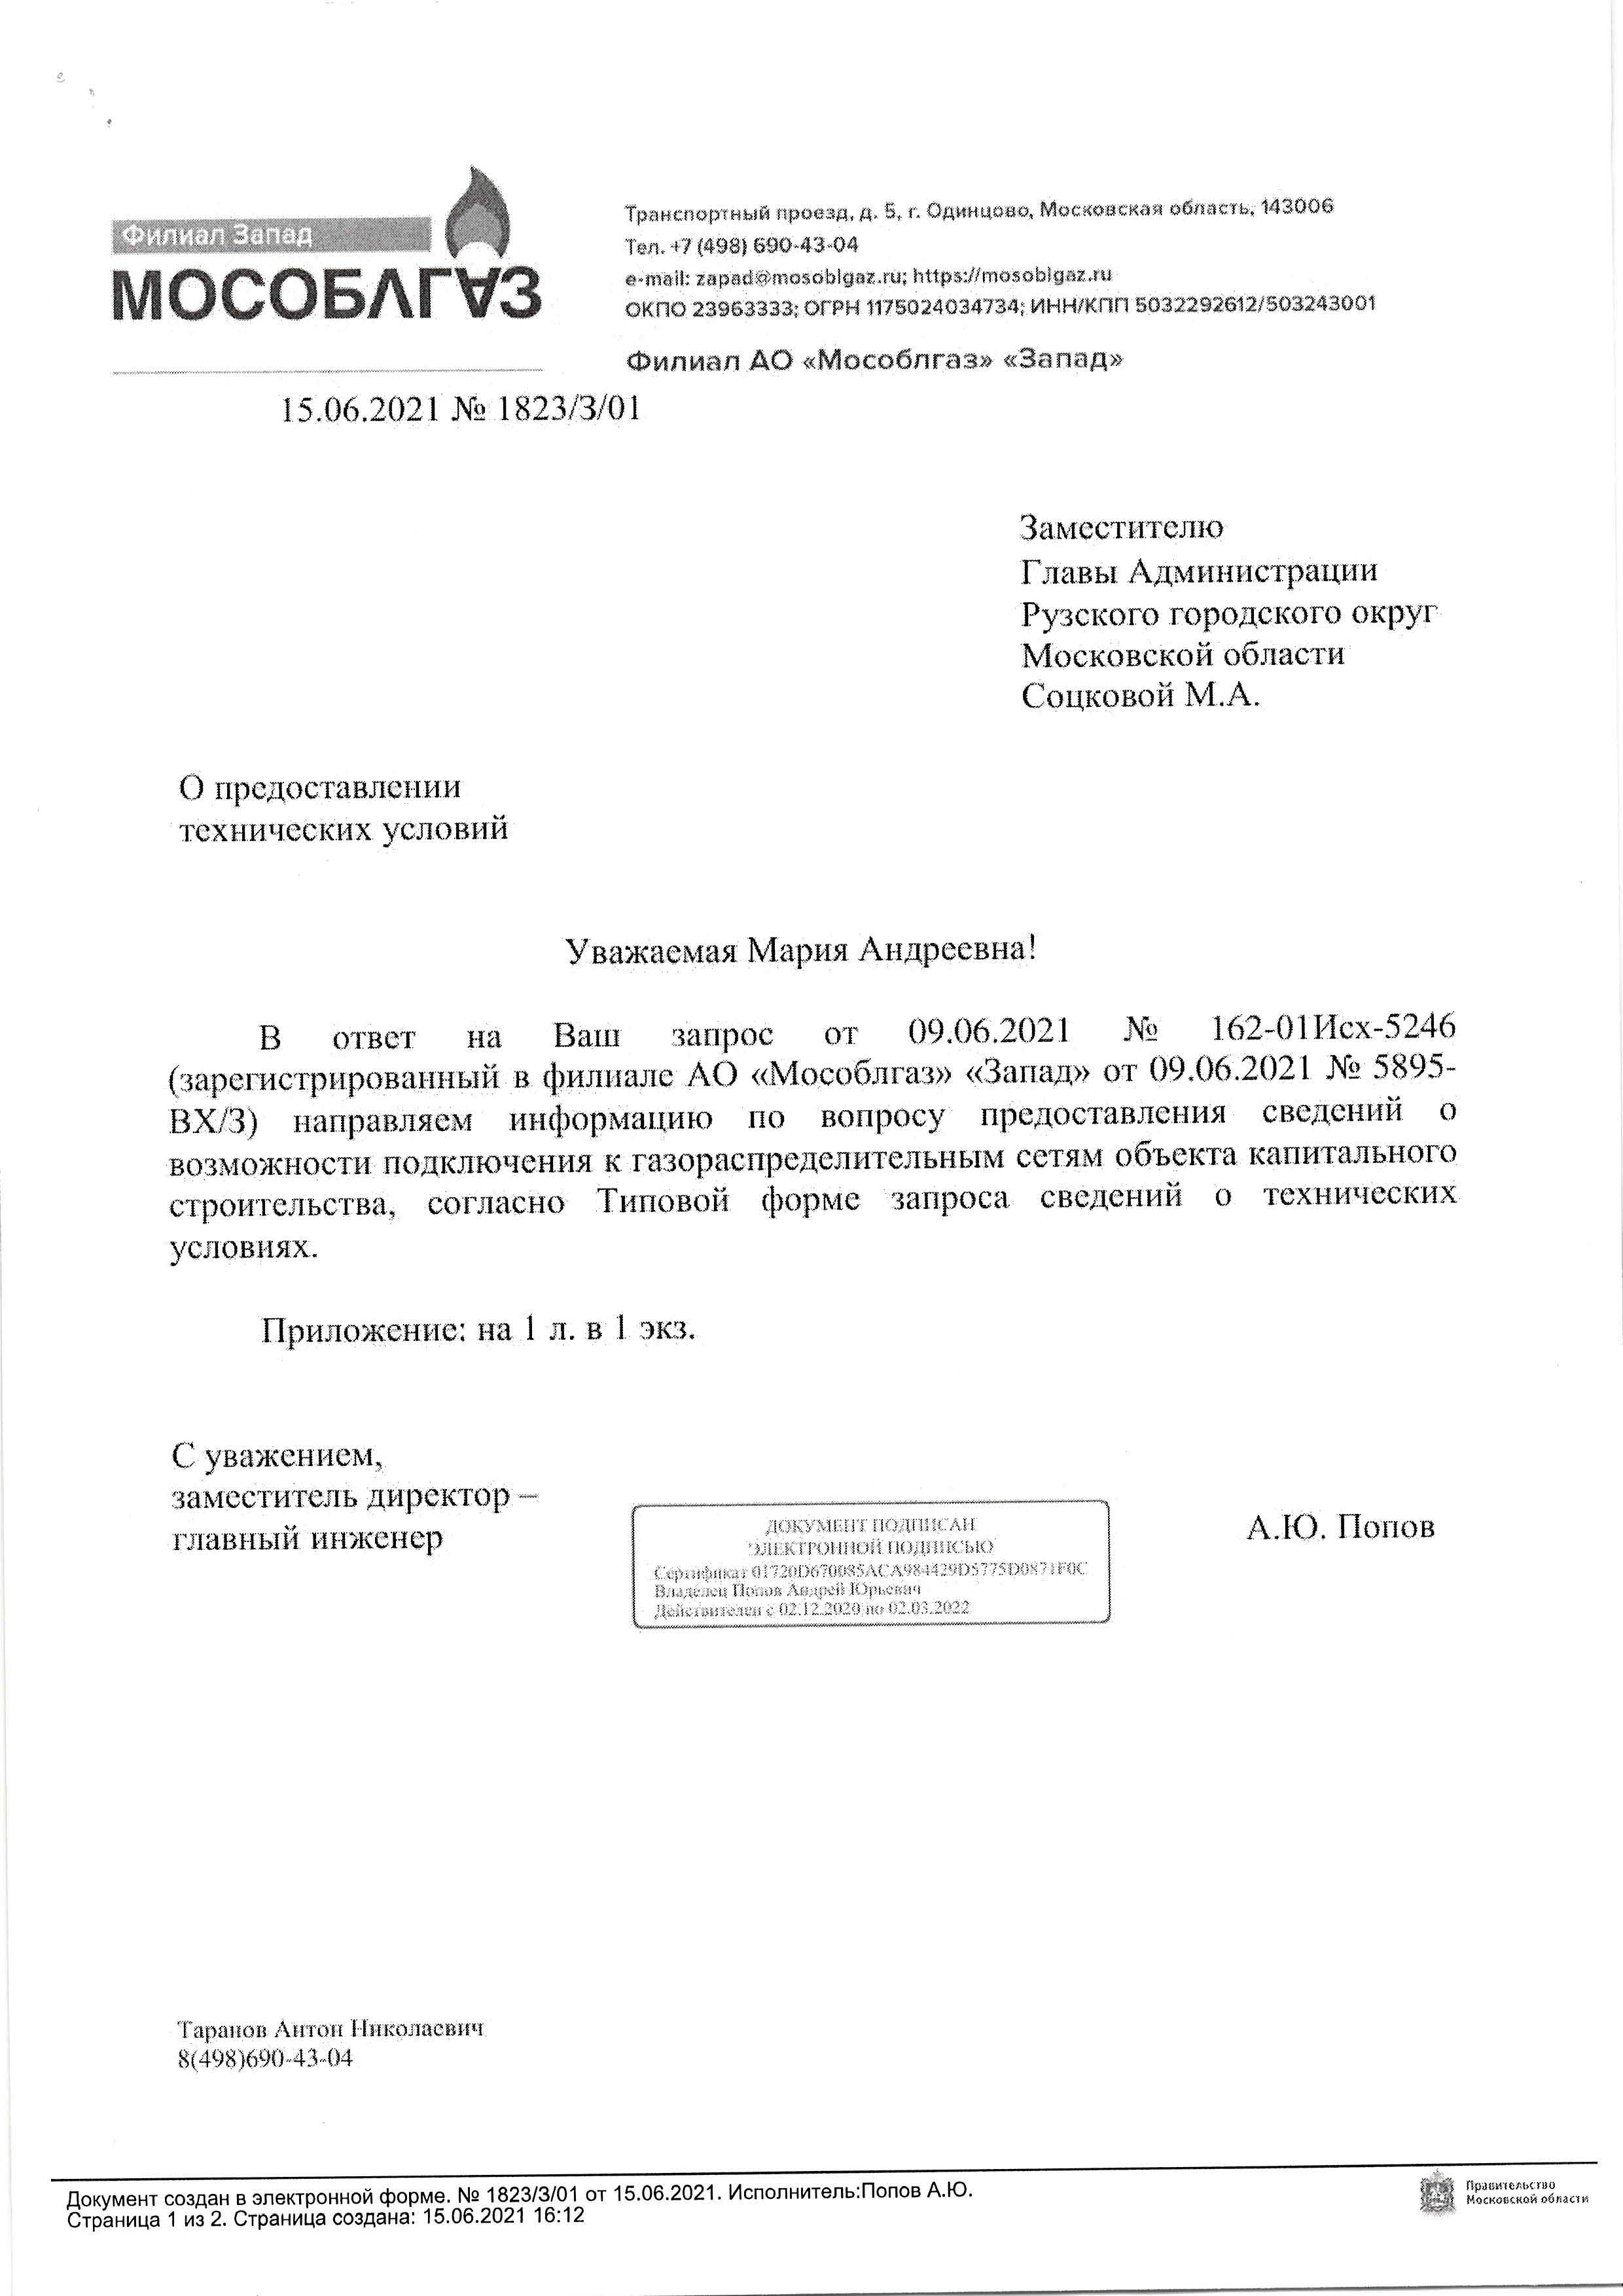 Филиал Запад
МОСОБЛГАЗ
Транспортный проезд, д. 5, г. Одинцово, Московская область, 143006
Тел. +7 (498) 690-43-04
e-mail: zapad@mosoblgaz.ru; https://mosoblgaz.ru
ОКПО 23963333; ОГРН 1175024034734; ИНН/КПП 5032292612/503243001
Филиал АО «Мособлгаз» «Запад»
15.06.2021 № 1823/З/01
Заместителю
Главы Администрации
Рузского городского округ
Московской области
Соцковой М.А.
О предоставлении
технических условий
Уважаемая Мария Андреевна!
В ответ на Ваш запрос от 09.06.2021 № 162-01Исх-5246
(зарегистрированный в филиале АО «Мособлгаз» «Запад» от 09.06.2021 № 5895-
ВХ/З) направляем информацию по вопросу предоставления сведений о
возможности подключения к газораспределительным сетям объекта капитального
строительства, согласно Типовой форме запроса сведений о технических
условиях.
Приложение: на 1 л. в 1 экз.
С уважением,
заместитель директор –
главный инженер
ДОКУМЕНТ ПОДПИСАН
ЭЛЕКТРОННОЙ ПОДПИСЬЮ
Сертификат 01720D670085ACA984429D5775D0871F0C
Владелец Попов Андрей Юрьевич
Действителен с 02.12.2020 по 02.03.2022
А.Ю. Попов
Таранов Антон Николаевич
8(498)690-43-04
Документ создан в электронной форме. № 1823/З/01 от 15.06.2021. Исполнитель:Попов А.Ю.
Страница 1 из 2. Страница создана: 15.06.2021 16:12
Правительство
Московской области